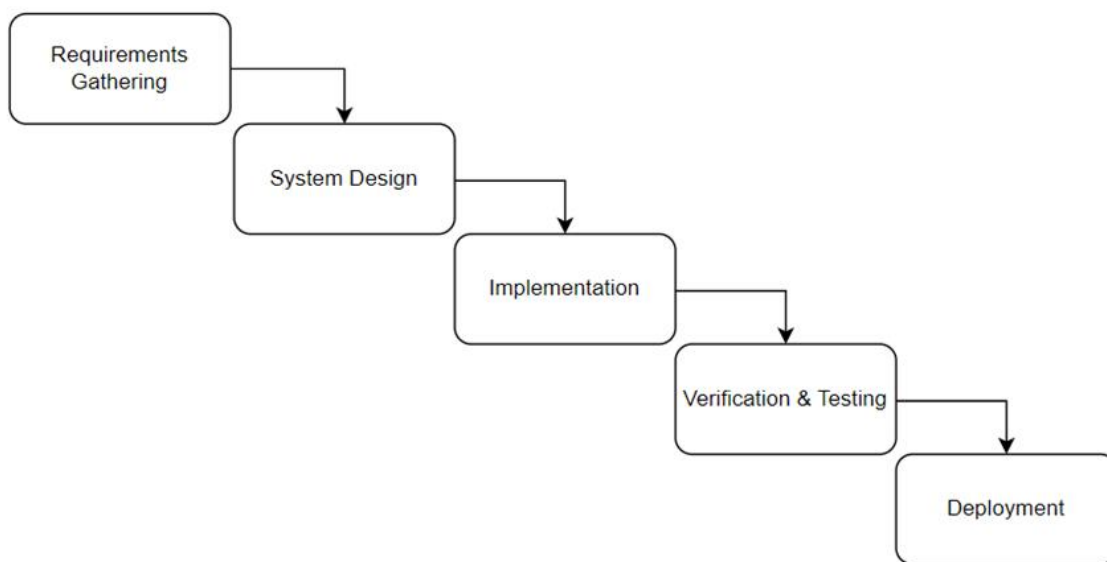 Requirements
Gathering
System Design
Implementation
Verification & Testing
Deployment